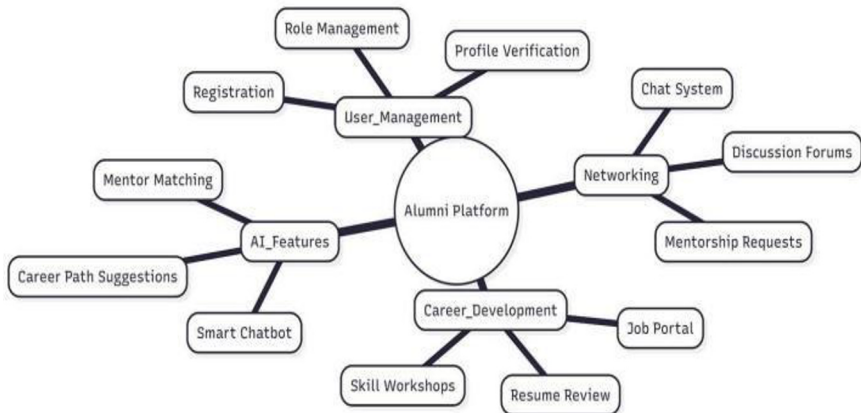 Role Management
Profile Verification
Registration
User_Management
Chat System
Discussion Forums
Networking
Mentorship Requests
Mentor Matching
Alumni Platform
AI_Features
Career Path Suggestions
Smart Chatbot
Career_Development
Job Portal
Skill Workshops
Resume Review